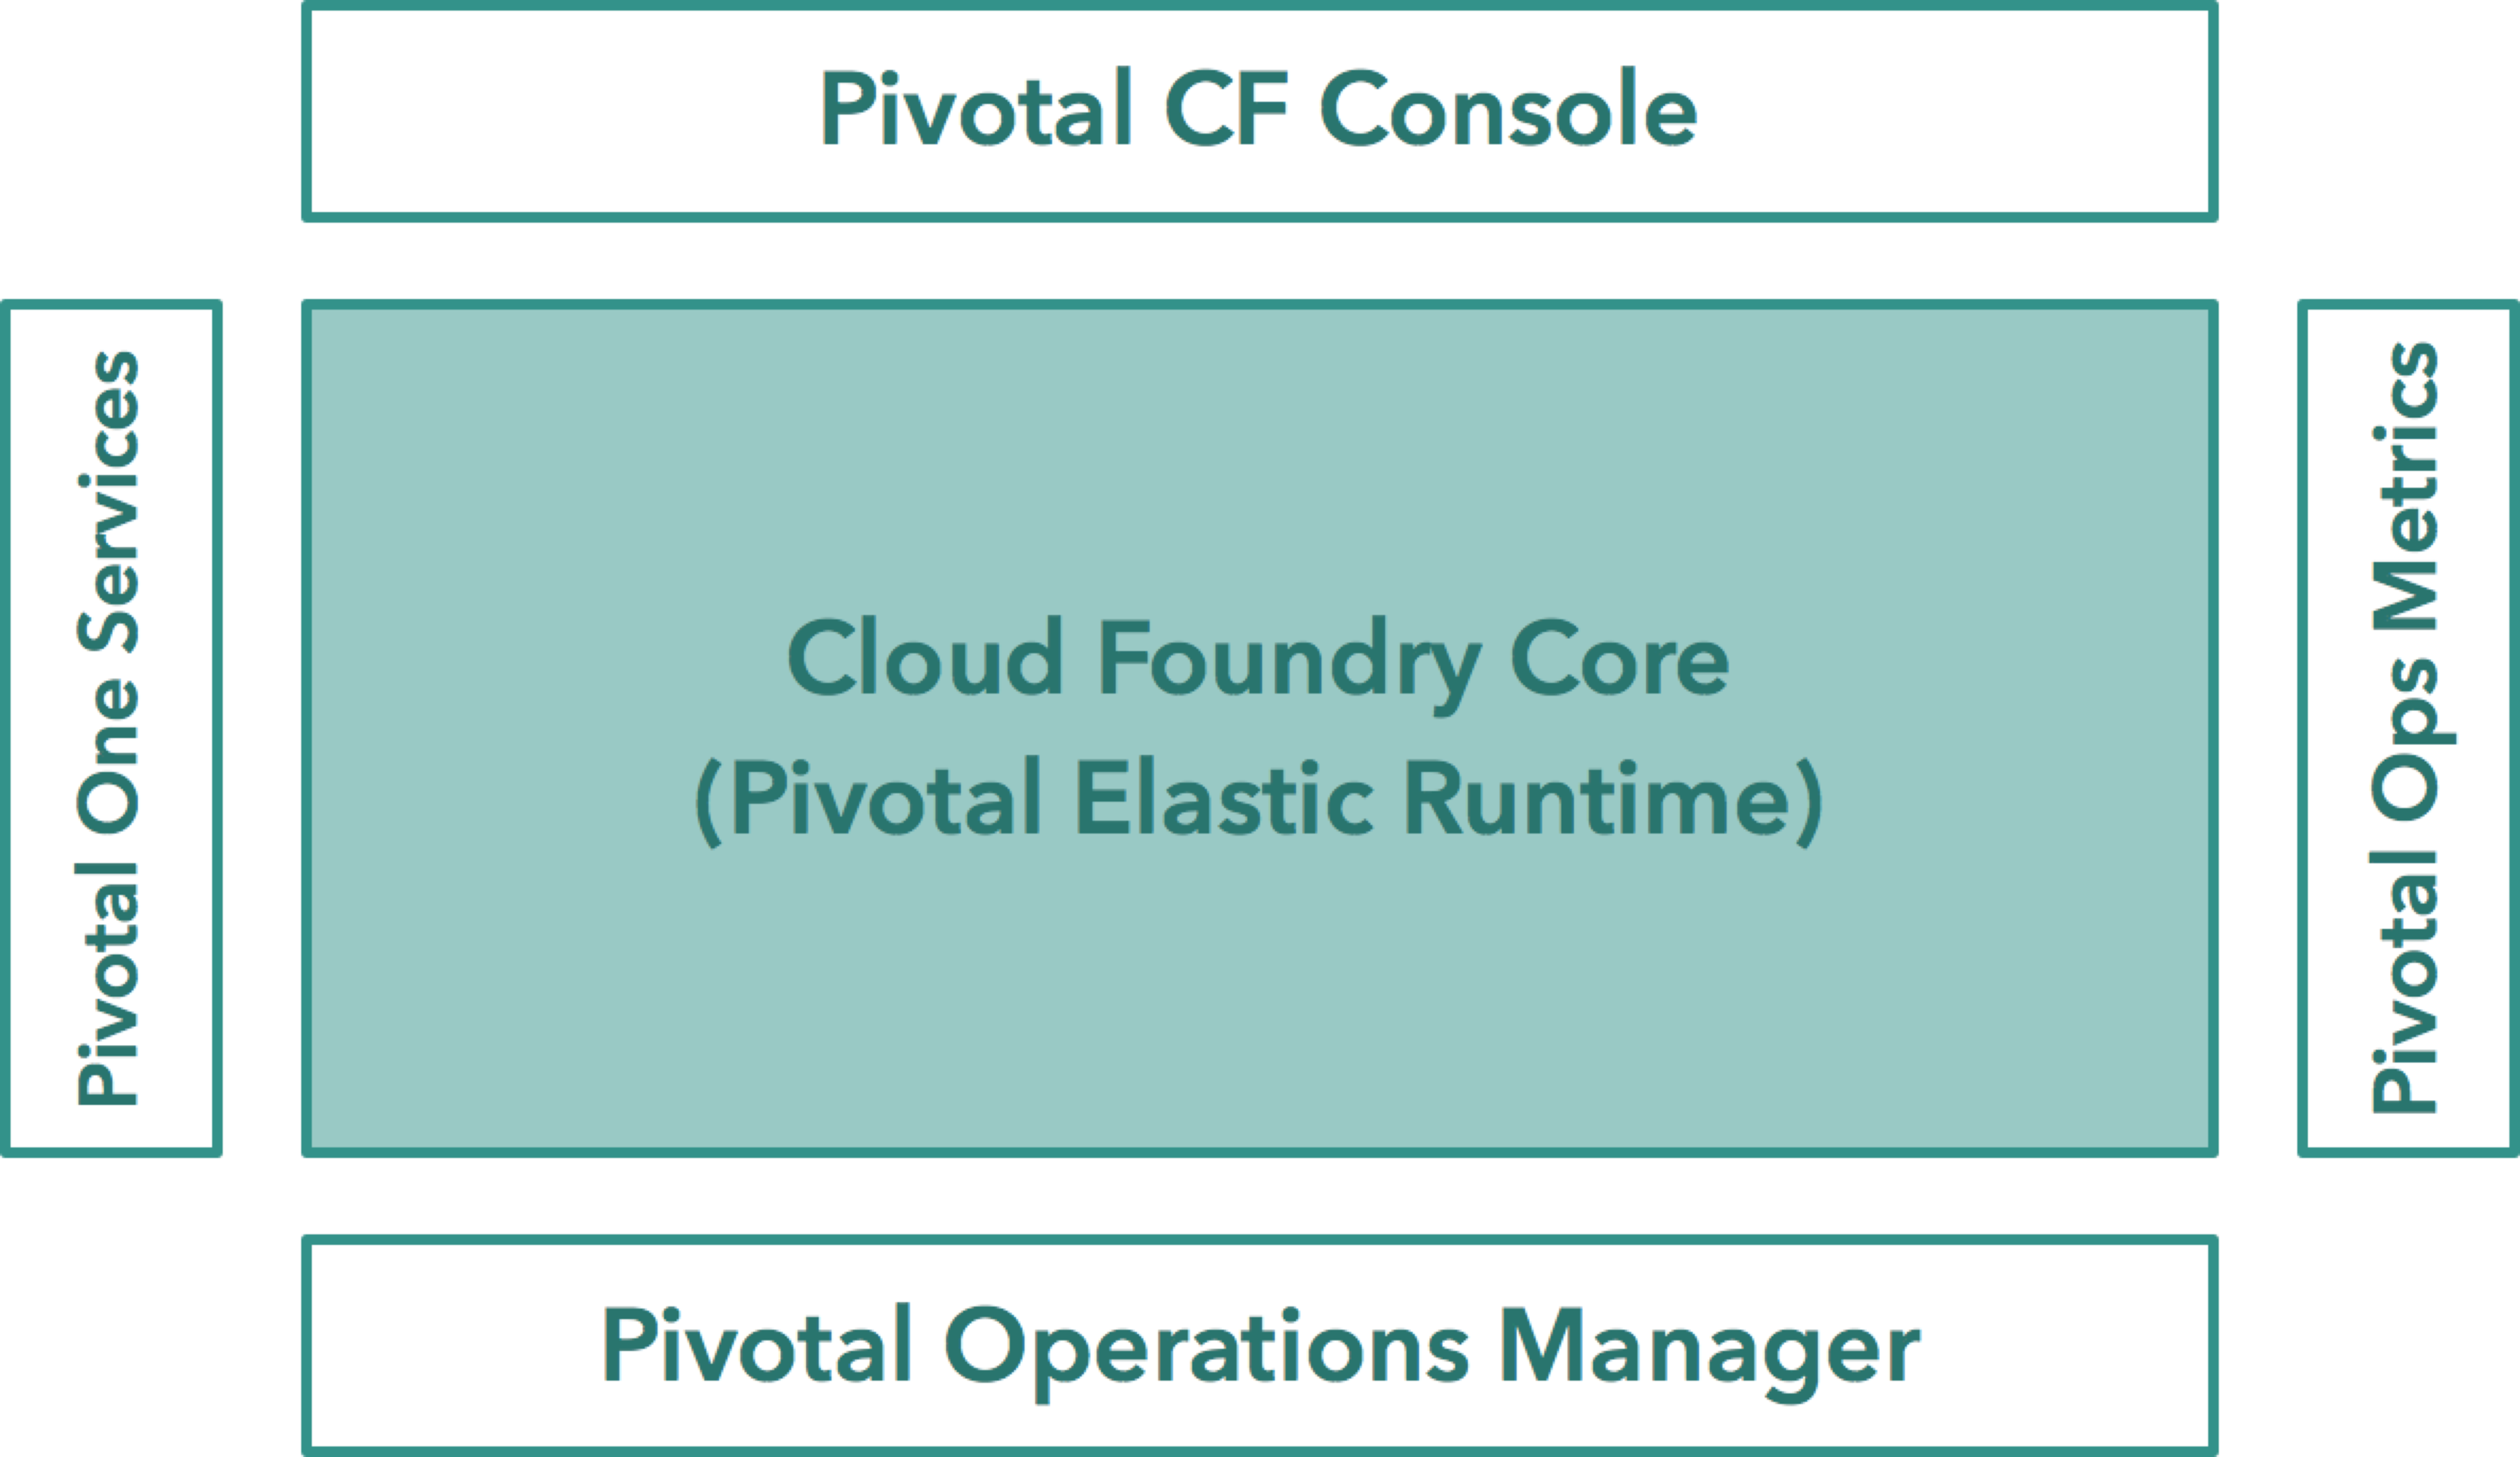 Pivotal CF Console
Pivotal One Services
Cloud Foundry Core
(Pivotal Elastic Runtime)
Pivotal Ops Metrics
Pivotal Operations Manager